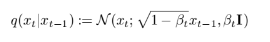 q(x_t|x_{t-1}) := \mathcal{N}(x_t; \sqrt{1-\beta_t}x_{t-1}, \beta_t\mathbf{I})